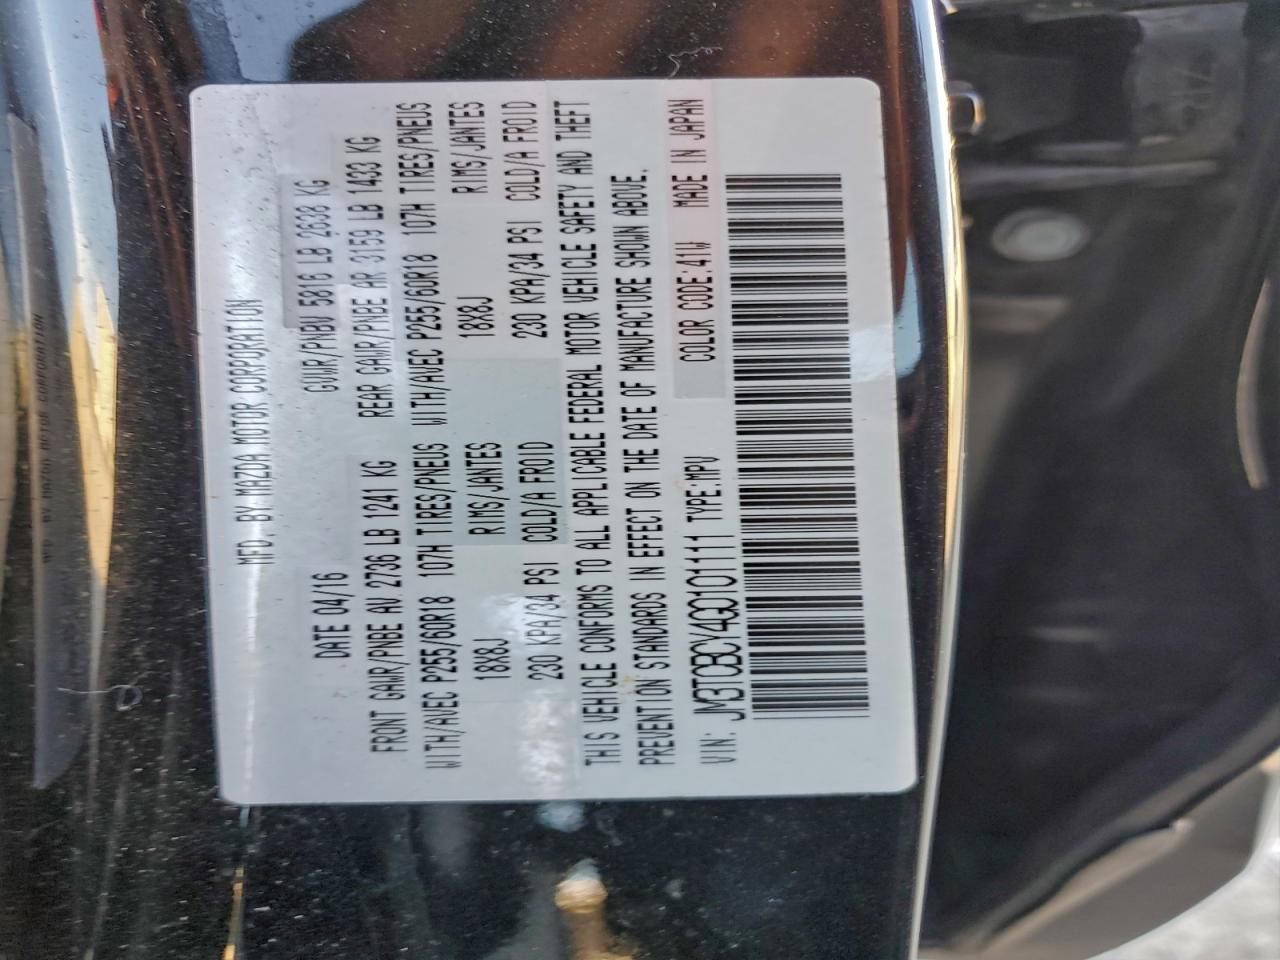 MFD. BY MAZDA MOTOR CORPORATION
DATE 04/16 GVWR/PNBV 5816 LB 2638 KG
FRONT GAWR/PNBE AV 2736 LB 1241 KG REAR GAWR/PNBE AR 3159 LB 1433 KG
WITH/AVEC P255/60R18 107H TIRES/PNEUS WITH/AVEC P255/60R18 107H TIRES/PNEUS
18X8J RIMS/JANTES 18X8J RIMS/JANTES
230 KPA/34 PSI COLD/A FROID 230 KPA/34 PSI COLD/A FROID
THIS VEHICLE CONFORMS TO ALL APPLICABLE FEDERAL MOTOR VEHICLE SAFETY AND THEFT
PREVENTION STANDARDS IN EFFECT ON THE DATE OF MANUFACTURE SHOWN ABOVE.
VIN: JM3TCBCY4G0101111 TYPE:MPV COLOR CODE:41W MADE IN JAPAN